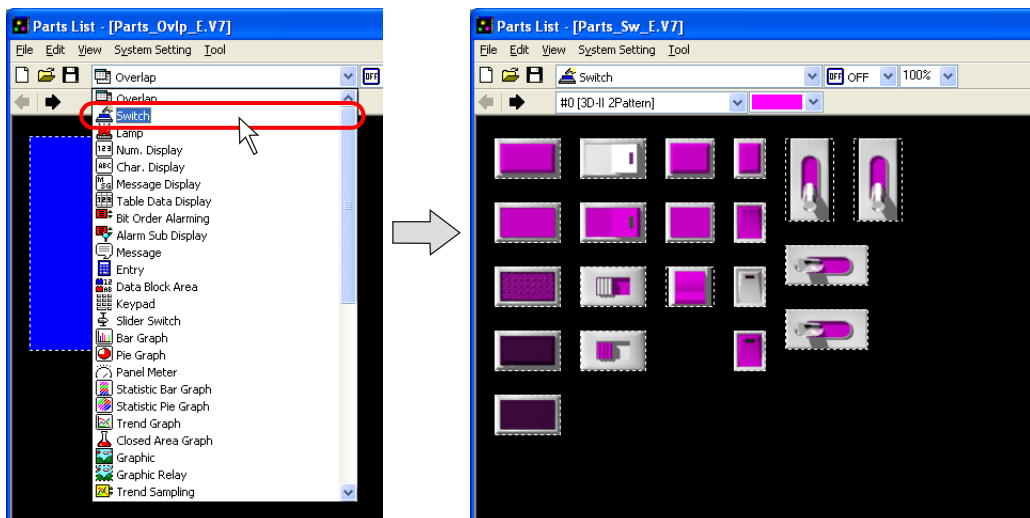 Parts List - [Parts_Ovlp_E.V7]
File Edit View System Setting Tool
Overlap OFF
Overlap
Switch
Lamp
Num. Display
Char. Display
Message Display
Table Data Display
Bit Order Alarming
Alarm Sub Display
Message
Entry
Data Block Area
Keypad
Slider Switch
Bar Graph
Pie Graph
Panel Meter
Statistic Bar Graph
Statistic Pie Graph
Trend Graph
Closed Area Graph
Graphic
Graphic Relay
Trend Sampling
Parts List - [Parts_Sw_E.V7]
File Edit View System Setting Tool
Switch OFF OFF 100%
#0 [3D-II 2Pattern]